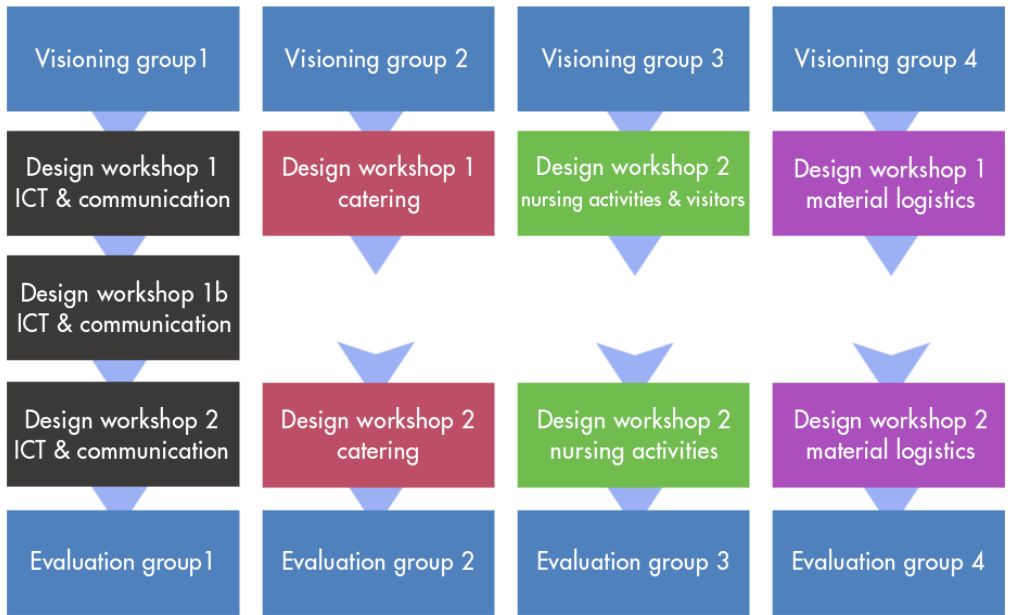 Visioning group1
Visioning group 2
Visioning group 3
Visioning group 4
Design workshop 1
ICT & communication
Design workshop 1
catering
Design workshop 2
nursing activities & visitors
Design workshop 1
material logistics
Design workshop 1b
ICT & communication
Design workshop 2
ICT & communication
Design workshop 2
catering
Design workshop 2
nursing activities
Design workshop 2
material logistics
Evaluation group1
Evaluation group 2
Evaluation group 3
Evaluation group 4